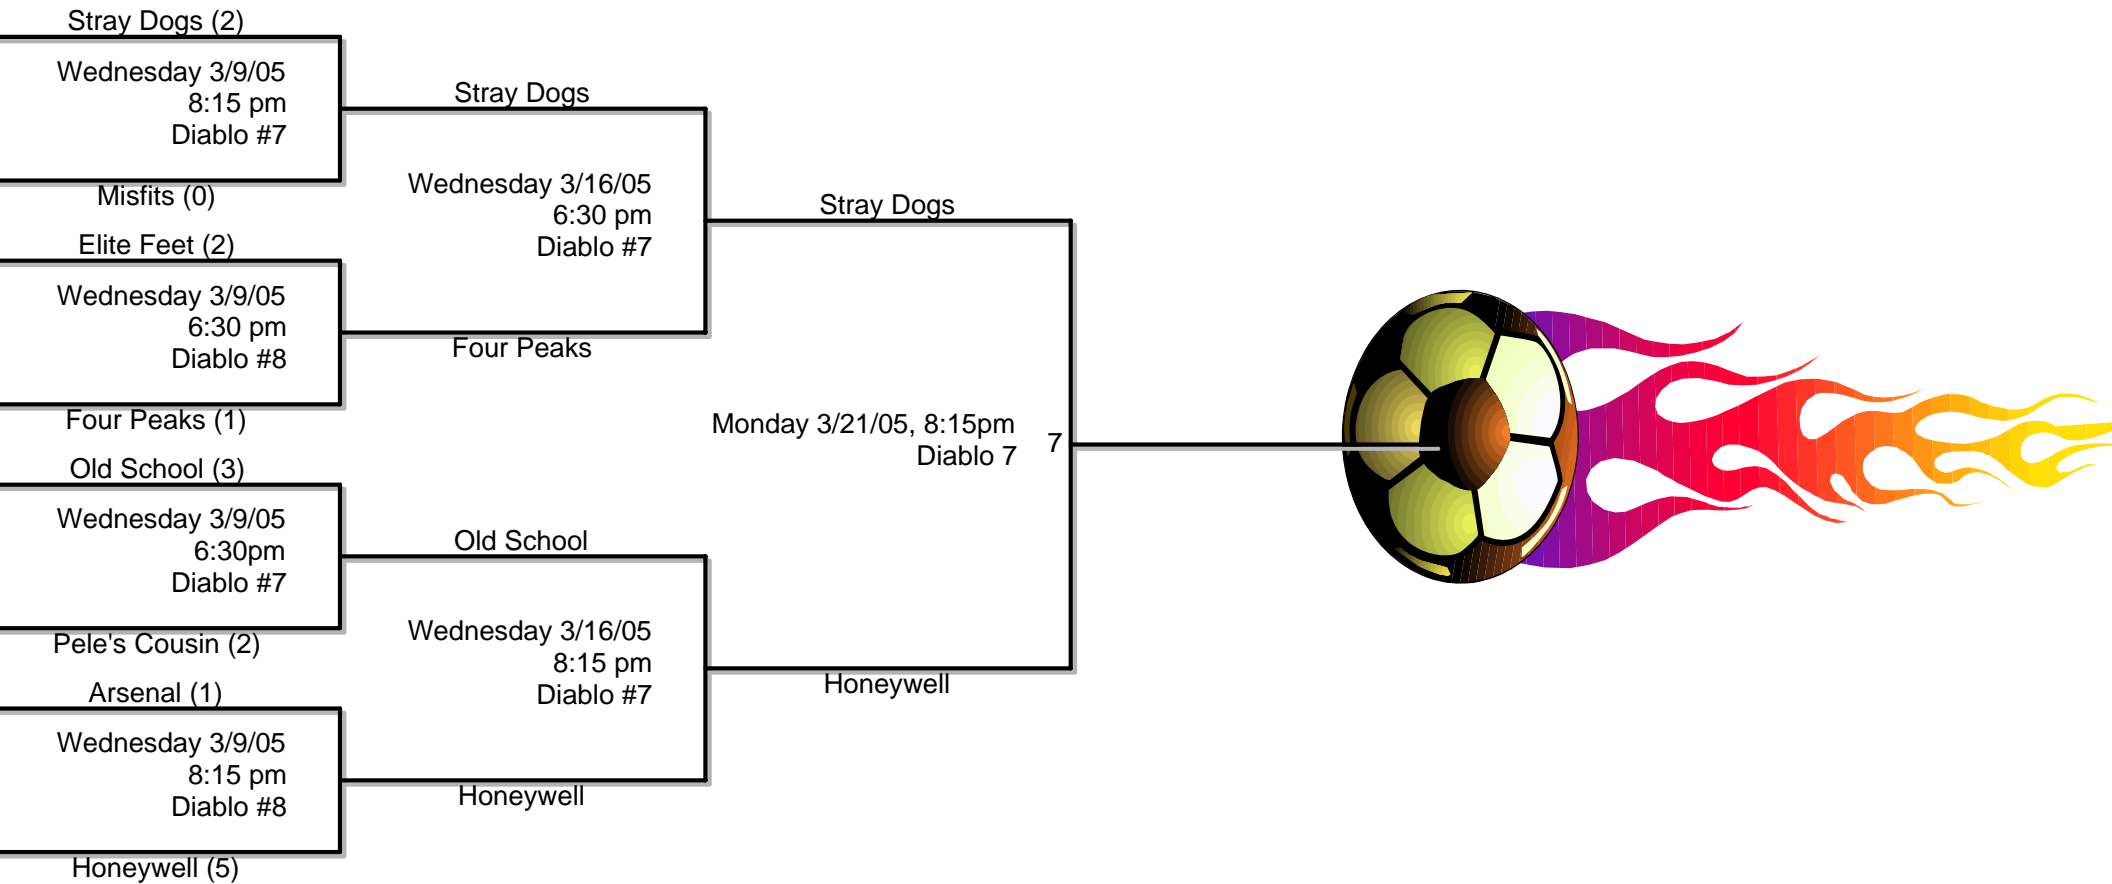 Stray Dogs (2)
Wednesday 3/9/05
8:15 pm
Diablo #7
Misfits (0)
Elite Feet (2)
Wednesday 3/9/05
6:30 pm
Diablo #8
Four Peaks (1)
Old School (3)
Wednesday 3/9/05
6:30pm
Diablo #7
Pele's Cousin (2)
Arsenal (1)
Wednesday 3/9/05
8:15 pm
Diablo #8
Honeywell (5)
Stray Dogs
Wednesday 3/16/05
6:30 pm
Diablo #7
Four Peaks
Old School
Wednesday 3/16/05
8:15 pm
Diablo #7
Honeywell
Stray Dogs
Monday 3/21/05, 8:15pm
Diablo 7
7
Honeywell